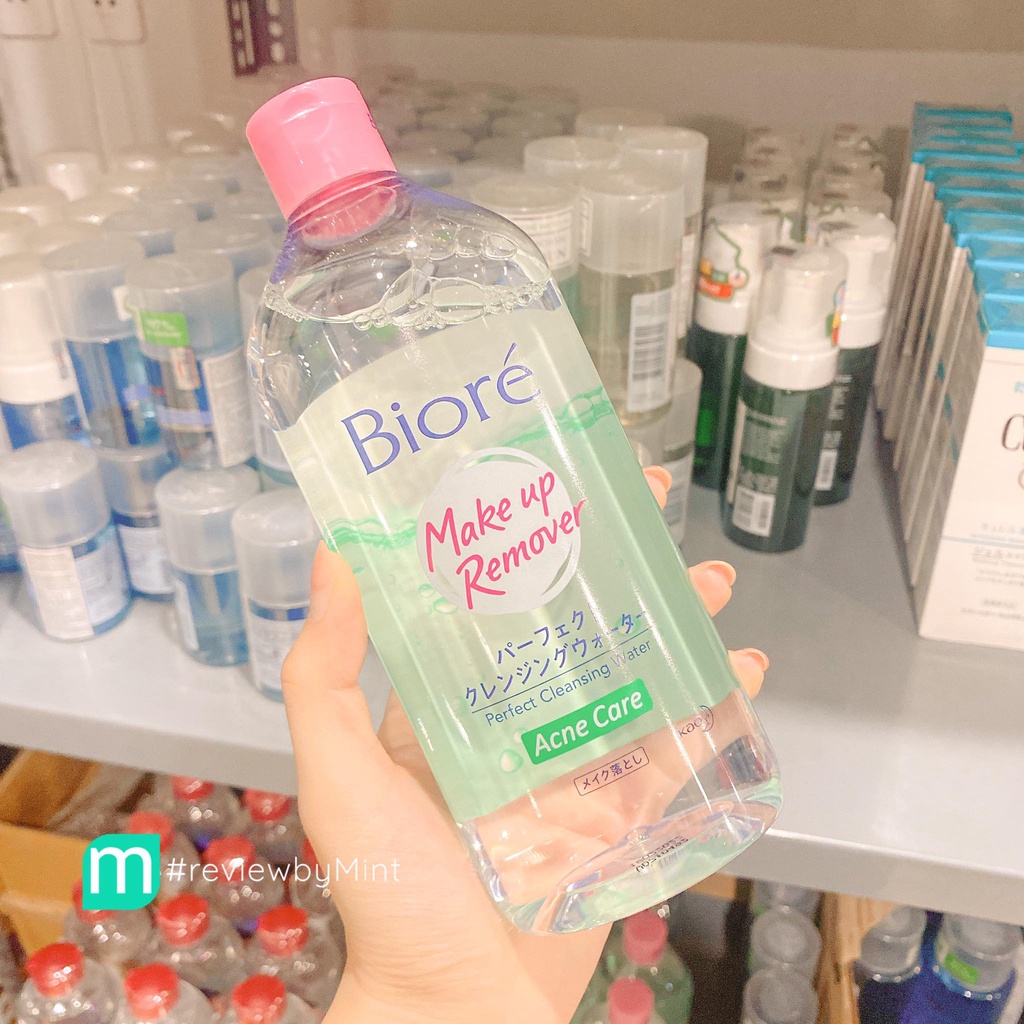 Bioré
Make up
Remover
パーフェク
クレンジングウォーター
Perfect Cleansing Water
Acne Care
Kao
メイク落とし
#reviewbyMint
m